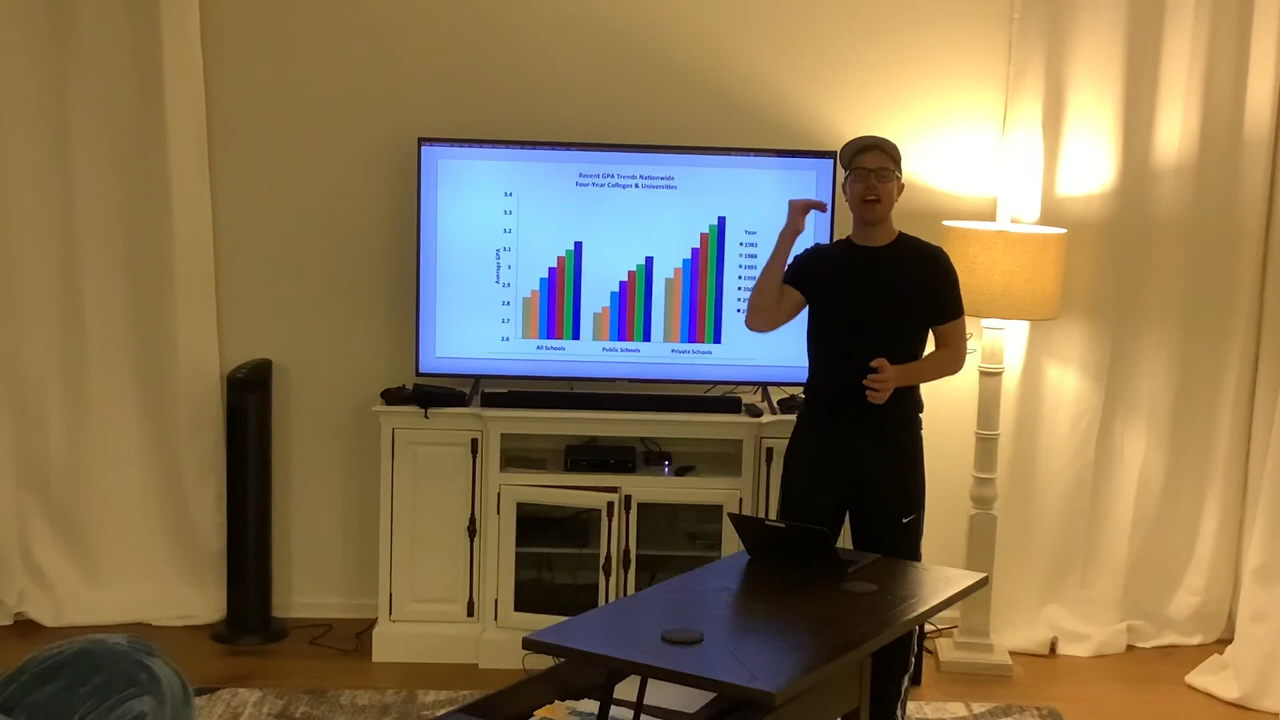 Recent GPA Trends Nationwide
Four-Year Colleges & Universities
3.4
3.3
3.2
3.1
3
2.9
2.8
2.7
2.6
Average GPA
All Schools
Public Schools
Private Schools
Year
1983
1988
1993
1998